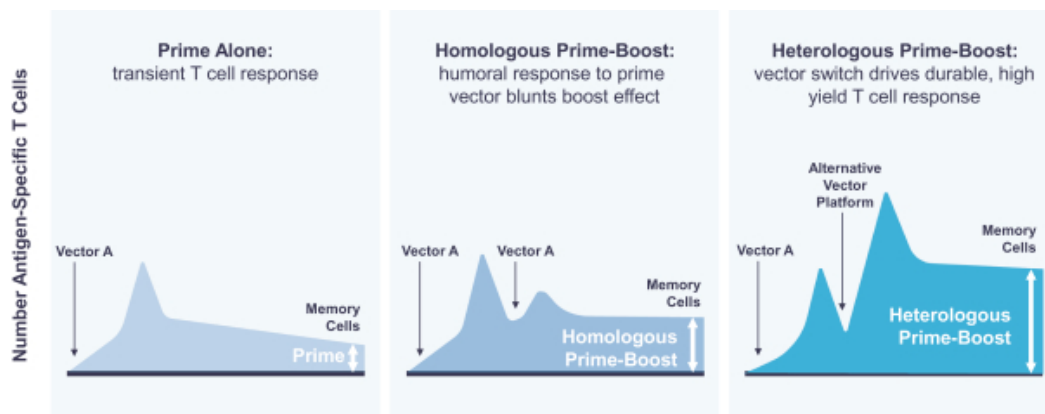 Number Antigen-Specific T Cells
Prime Alone:
transient T cell response
Vector A
Memory
Cells
Prime
Homologous Prime-Boost:
humoral response to prime
vector blunts boost effect
Vector A
Vector A
Memory
Cells
Homologous
Prime-Boost
Heterologous Prime-Boost:
vector switch drives durable, high
yield T cell response
Alternative
Vector
Platform
Vector A
Memory
Cells
Heterologous
Prime-Boost